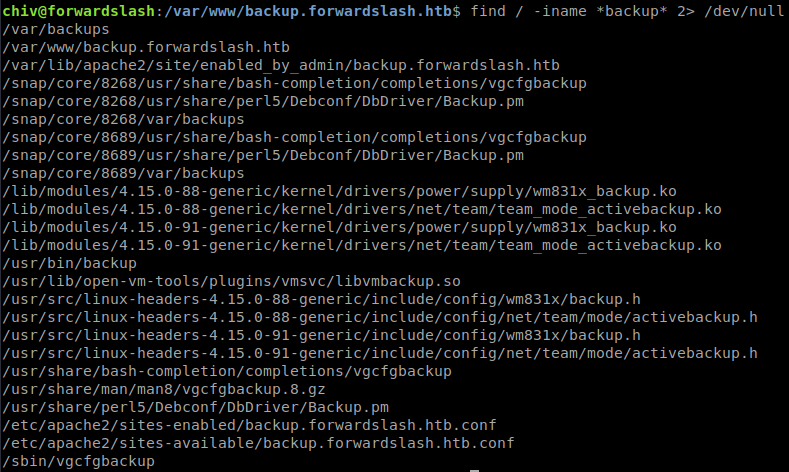 chiv@forwardslash:/var/www/backup.forwardslash.htb$ find / -iname *backup* 2> /dev/null
/var/backups
/var/www/backup.forwardslash.htb
/var/lib/apache2/site/enabled_by_admin/backup.forwardslash.htb
/snap/core/8268/usr/share/bash-completion/completions/vgcfgbackup
/snap/core/8268/usr/share/perl5/Debconf/DbDriver/Backup.pm
/snap/core/8268/var/backups
/snap/core/8689/usr/share/bash-completion/completions/vgcfgbackup
/snap/core/8689/usr/share/perl5/Debconf/DbDriver/Backup.pm
/snap/core/8689/var/backups
/lib/modules/4.15.0-88-generic/kernel/drivers/power/supply/wm831x_backup.ko
/lib/modules/4.15.0-88-generic/kernel/drivers/net/team/team_mode_activebackup.ko
/lib/modules/4.15.0-91-generic/kernel/drivers/power/supply/wm831x_backup.ko
/lib/modules/4.15.0-91-generic/kernel/drivers/net/team/team_mode_activebackup.ko
/usr/bin/backup
/usr/lib/open-vm-tools/plugins/vmsvc/libvmbackup.so
/usr/src/linux-headers-4.15.0-88-generic/include/config/wm831x/backup.h
/usr/src/linux-headers-4.15.0-88-generic/include/config/net/team/mode/activebackup.h
/usr/src/linux-headers-4.15.0-91-generic/include/config/wm831x/backup.h
/usr/src/linux-headers-4.15.0-91-generic/include/config/net/team/mode/activebackup.h
/usr/share/bash-completion/completions/vgcfgbackup
/usr/share/man/man8/vgcfgbackup.8.gz
/usr/share/perl5/Debconf/DbDriver/Backup.pm
/etc/apache2/sites-enabled/backup.forwardslash.htb.conf
/etc/apache2/sites-available/backup.forwardslash.htb.conf
/sbin/vgcfgbackup